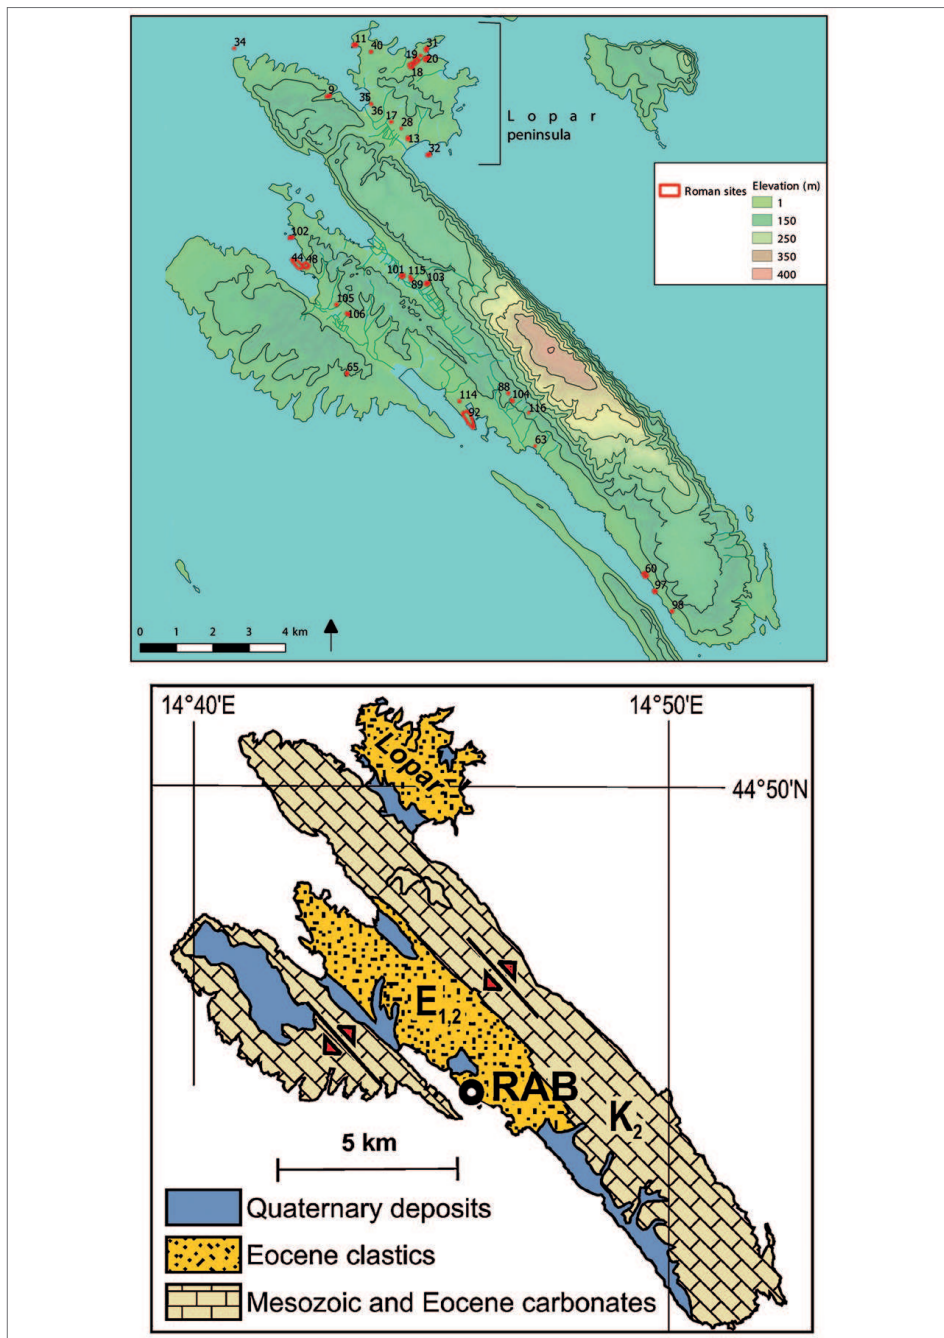 34
11
40
31
19
20
18
9
35
36
17
28
13
32
Lopar
peninsula
Roman sites
Elevation (m)
1
150
250
350
400
102
44
48
101
115
89
103
105
106
65
88
104
114
92
116
63
60
97
98
0 1 2 3 4 km
14°40'E
14°50'E
Lopar
44°50'N
E1,2
RAB
K2
5 km
Quaternary deposits
Eocene clastics
Mesozoic and Eocene carbonates